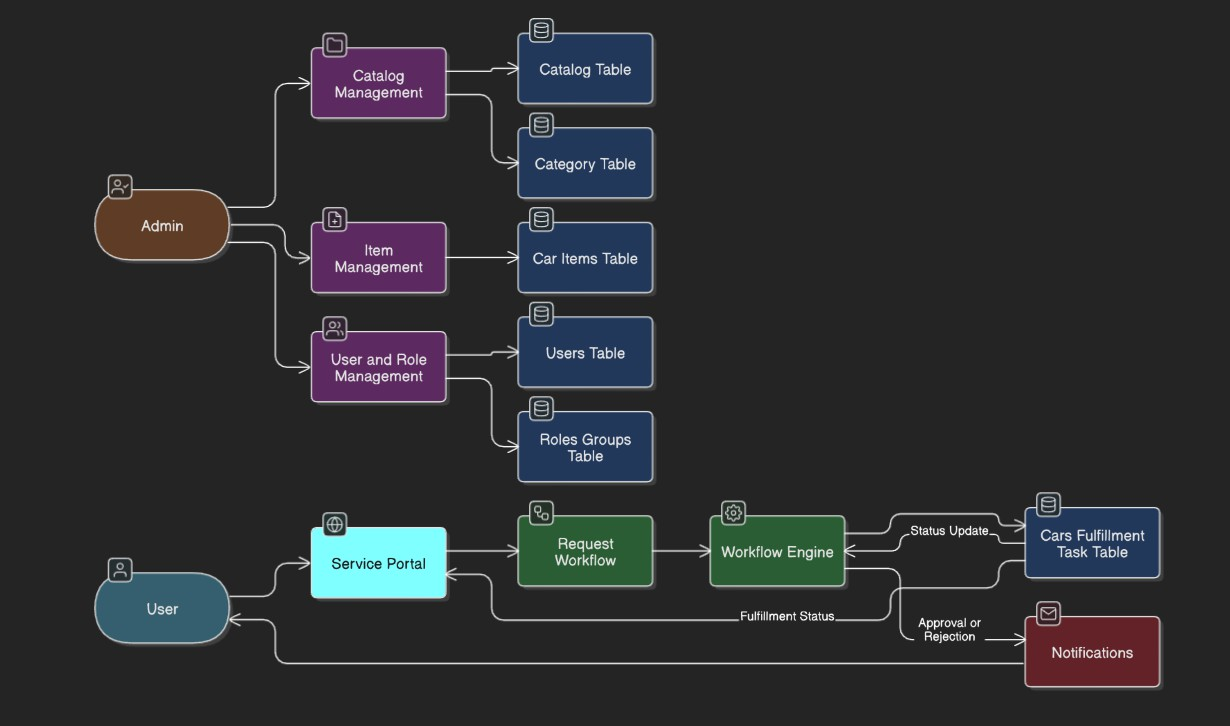 Catalog
Management
Catalog Table
Category Table
Admin
Item
Management
Car Items Table
User and Role
Management
Users Table
Roles Groups
Table
User
Service Portal
Request
Workflow
Workflow Engine
Status Update
Cars Fulfillment
Task Table
Fulfillment Status
Approval or
Rejection
Notifications